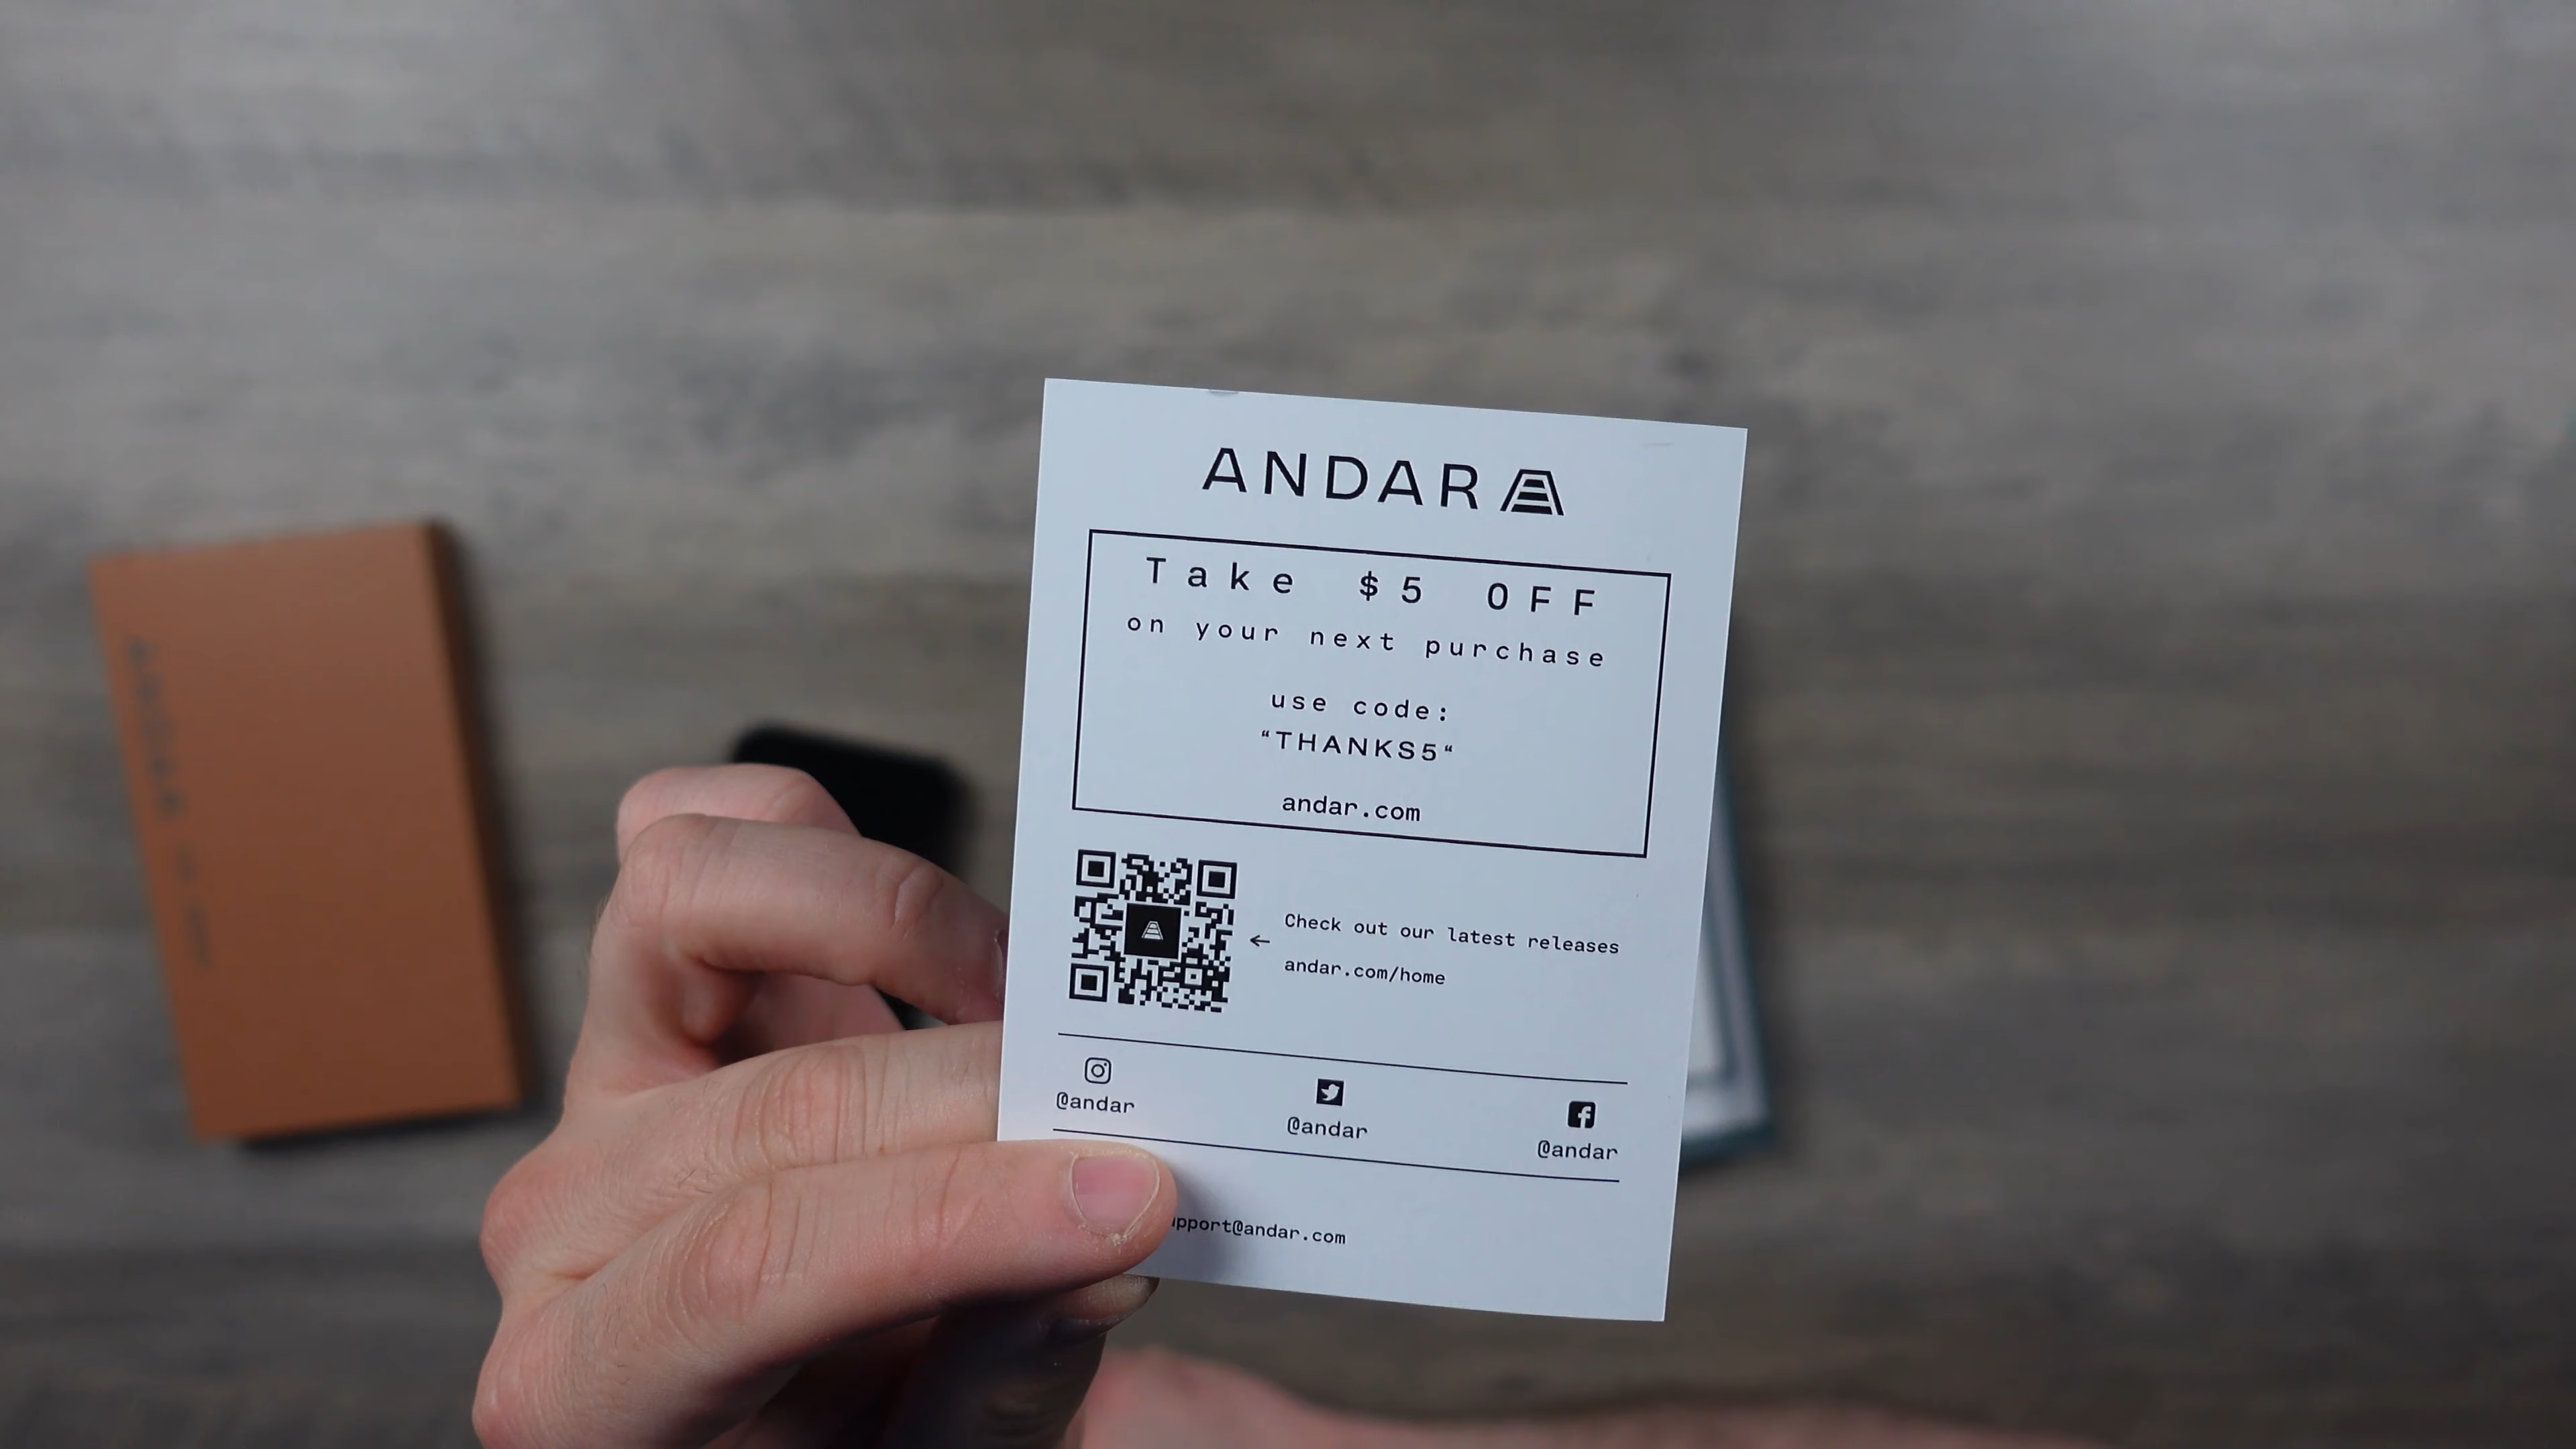 ANDAR
Take $5 OFF
on your next purchase
use code:
“THANKS5“
andar.com
Check out our latest releases
← andar.com/home
@andar
@andar
@andar
upport@andar.com